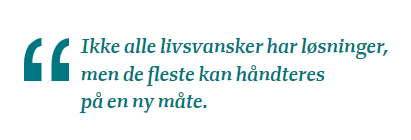 Ikke alle livsvansker har løsninger,
men de fleste kan håndteres
på en ny måte.